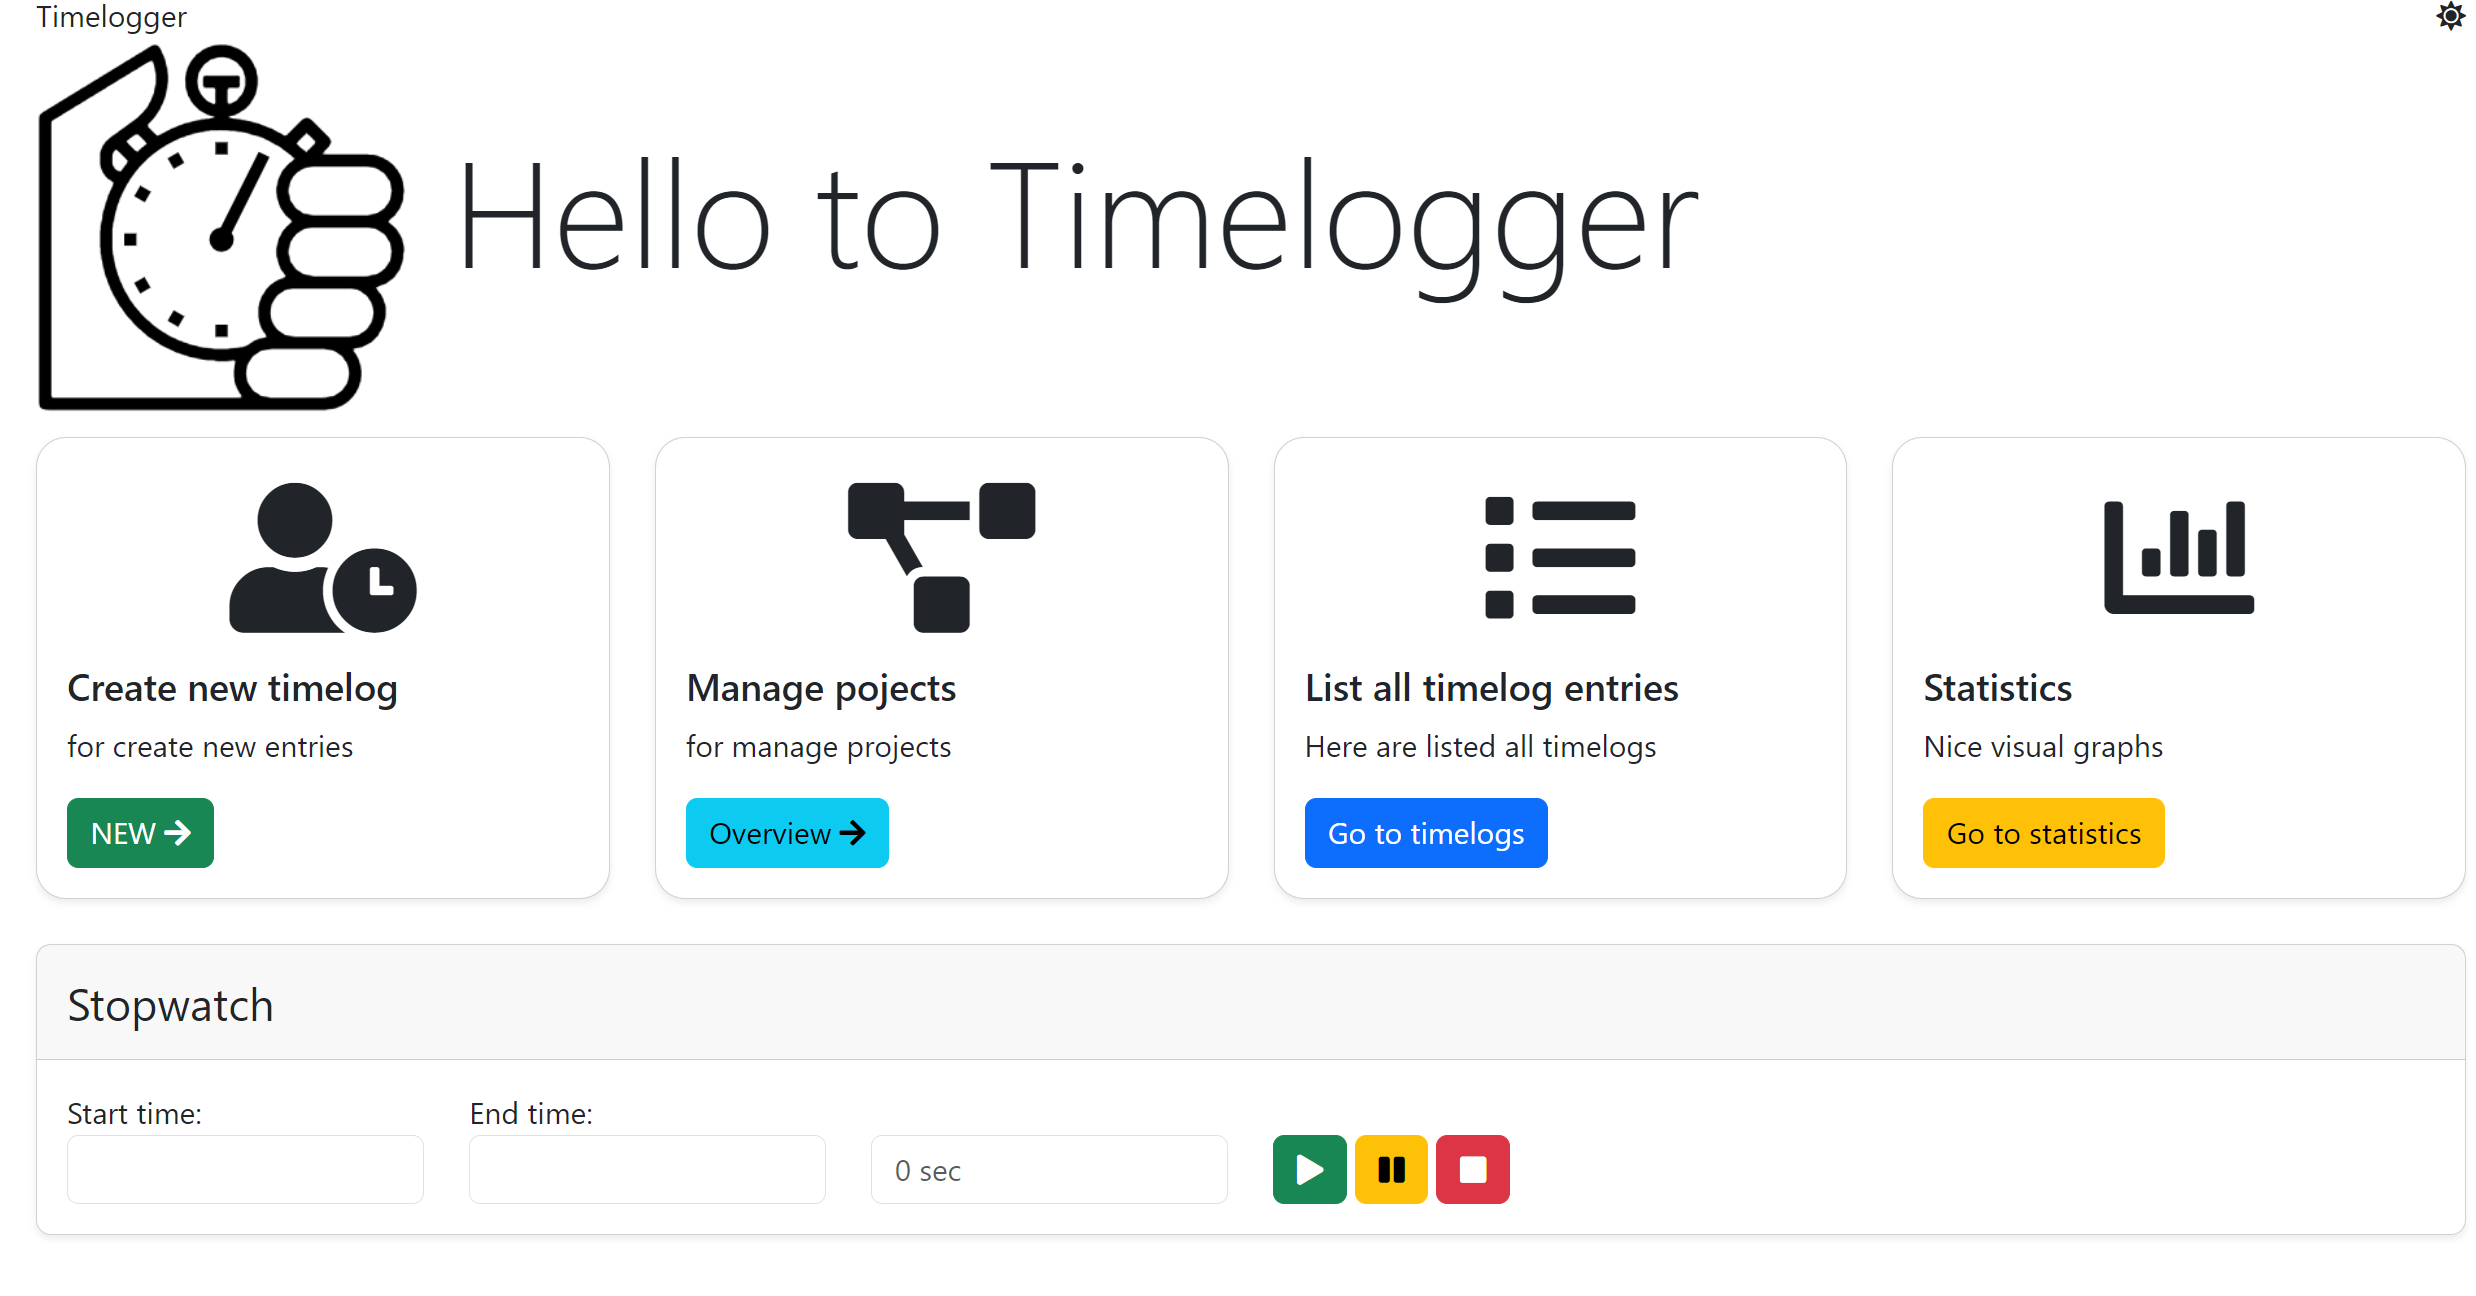 Timelogger
Hello to Timelogger
Create new timelog
for create new entries
NEW
Manage pojects
for manage projects
Overview
List all timelog entries
Here are listed all timelogs
Go to timelogs
Statistics
Nice visual graphs
Go to statistics
Stopwatch
Start time:
End time:
0 sec